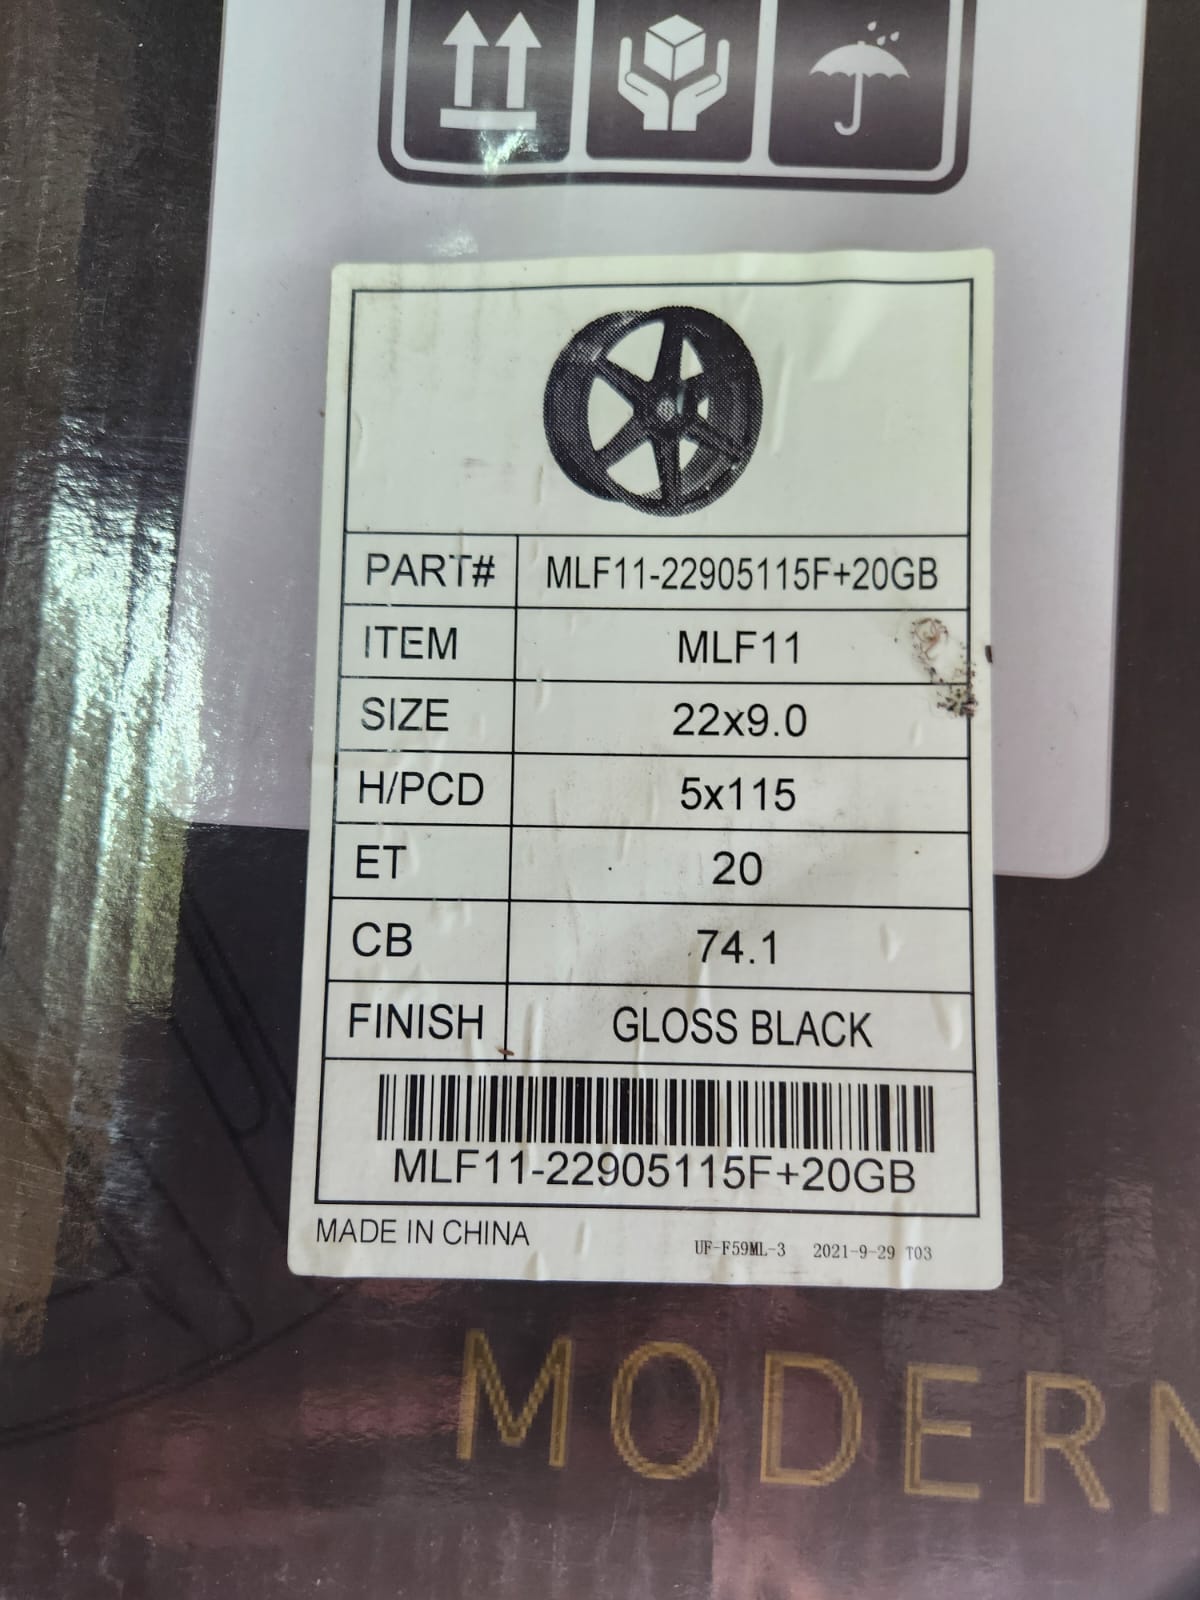 PART# MLF11-22905115F+20GB
ITEM MLF11
SIZE 22x9.0
H/PCD 5x115
ET 20
CB 74.1
FINISH GLOSS BLACK
MLF11-22905115F+20GB
MADE IN CHINA UF-F59ML-3 2021-9-29 T03
MODERN